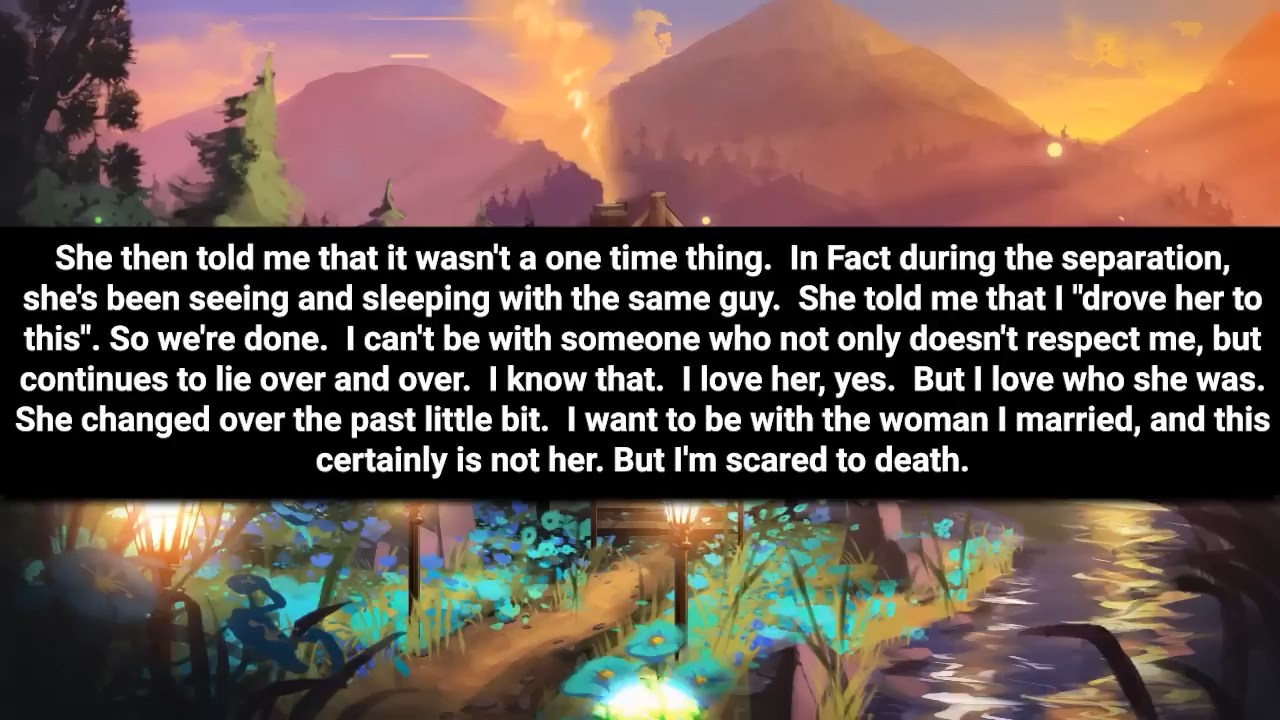 She then told me that it wasn't a one time thing.  In Fact during the separation,
she's been seeing and sleeping with the same guy.  She told me that I "drove her to
this". So we're done.  I can't be with someone who not only doesn't respect me, but
continues to lie over and over.  I know that.  I love her, yes.  But I love who she was.
She changed over the past little bit.  I want to be with the woman I married, and this
certainly is not her. But I'm scared to death.